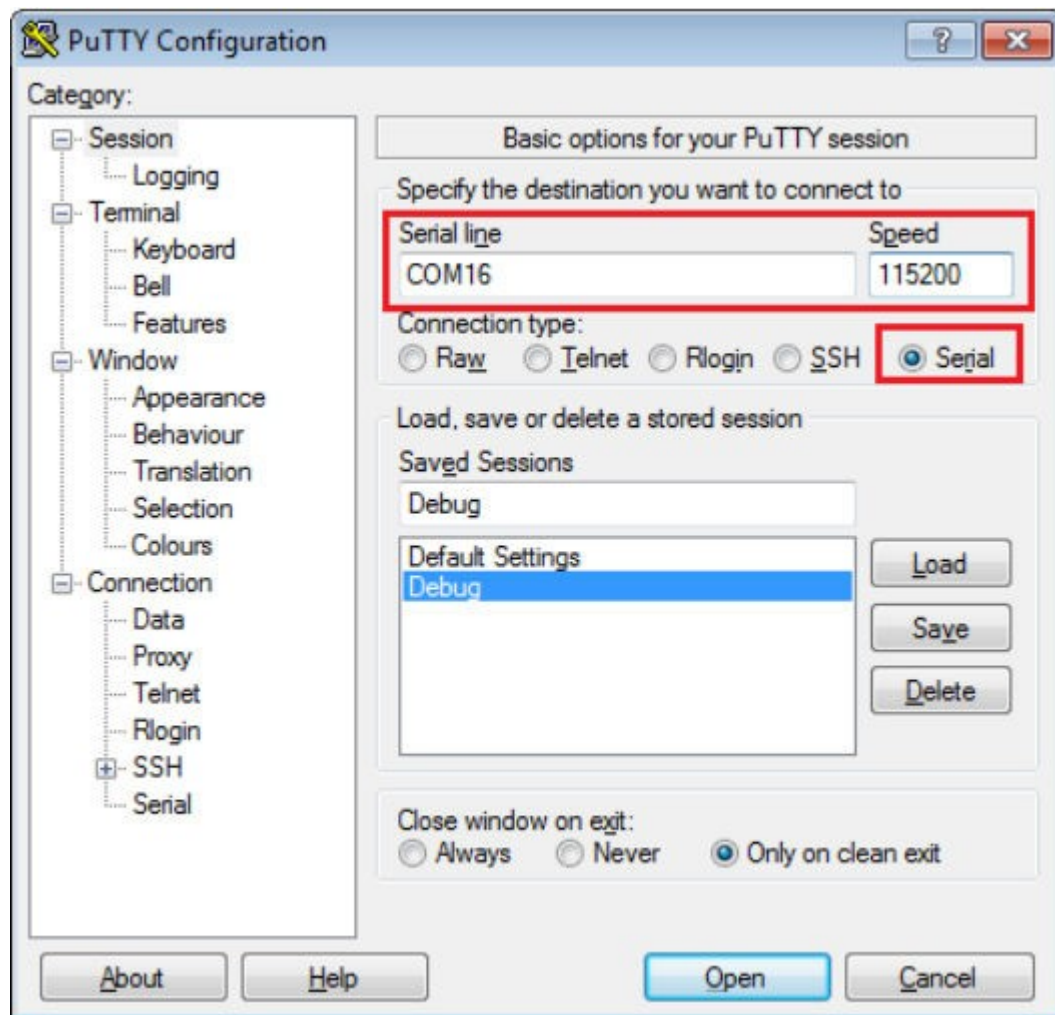 PuTTY Configuration
Category:
Session
Logging
Terminal
Keyboard
Bell
Features
Window
Appearance
Behaviour
Translation
Selection
Colours
Connection
Data
Proxy
Telnet
Rlogin
SSH
Serial
Basic options for your PuTTY session
Specify the destination you want to connect to
Serial line Speed
COM16 115200
Connection type:
Raw Telnet Rlogin SSH Serial
Load, save or delete a stored session
Saved Sessions
Debug
Default Settings
Debug
Load
Save
Delete
Close window on exit:
Always Never Only on clean exit
About Help Open Cancel